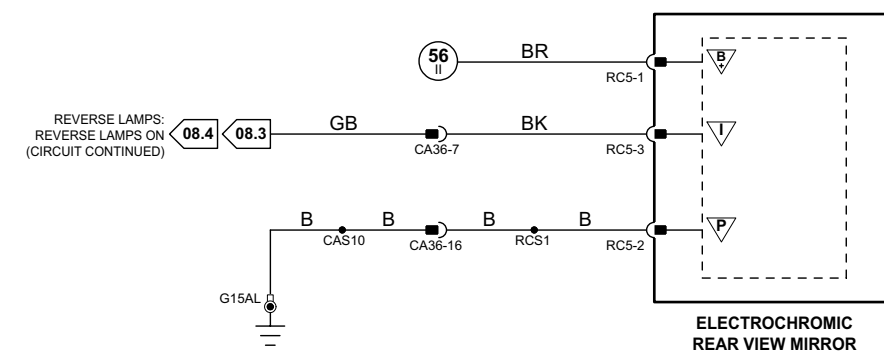 56
II
BR
RC5-1
B
+
REVERSE LAMPS:
REVERSE LAMPS ON
(CIRCUIT CONTINUED)
08.4
08.3
GB
CA36-7
BK
RC5-3
I
B
CAS10
B
CA36-16
B
RCS1
B
RC5-2
P
G15AL
ELECTROCHROMIC
REAR VIEW MIRROR